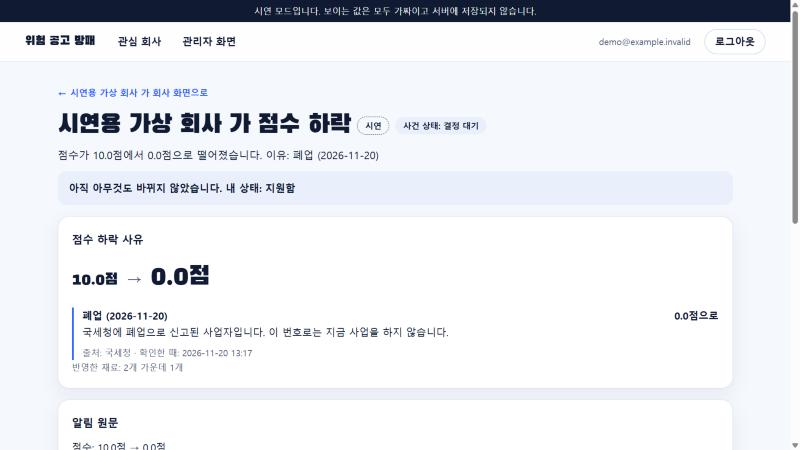 시연 모드입니다. 보이는 값은 모두 가짜이고 서버에 저장되지 않습니다.
위험 공고 방패 관심 회사 관리자 화면 demo@example.invalid 로그아웃
← 시연용 가상 회사 가 회사 화면으로
시연용 가상 회사 가 점수 하락 시연 사건 상태: 결정 대기
점수가 10.0점에서 0.0점으로 떨어졌습니다. 이유: 폐업 (2026-11-20)
아직 아무것도 바뀌지 않았습니다. 내 상태: 지원함
점수 하락 사유
10.0점 → 0.0점
폐업 (2026-11-20) 0.0점으로
국세청에 폐업으로 신고된 사업자입니다. 이 번호로는 지금 사업을 하지 않습니다.
출처: 국세청 · 확인한 때: 2026-11-20 13:17
반영한 재료: 2개 가운데 1개
알림 원문
점수: 10.0점 → 0.0점